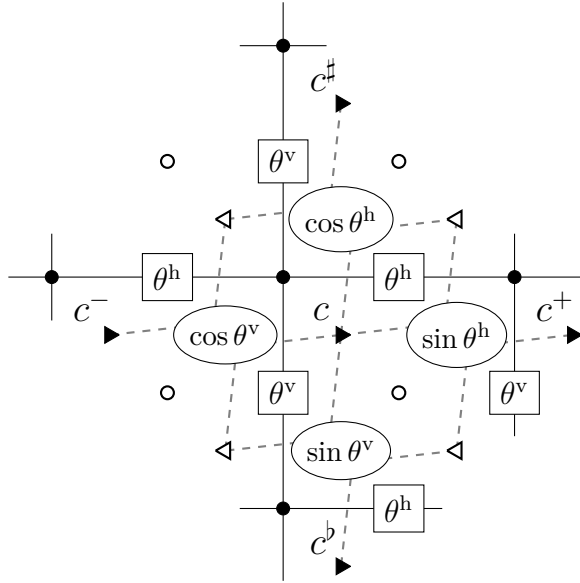 c♯
θᵛ
cos θʰ
θʰ θʰ
c⁻ c c⁺
cos θᵛ sin θʰ
θᵛ θᵛ
sin θᵛ
θʰ
c♭